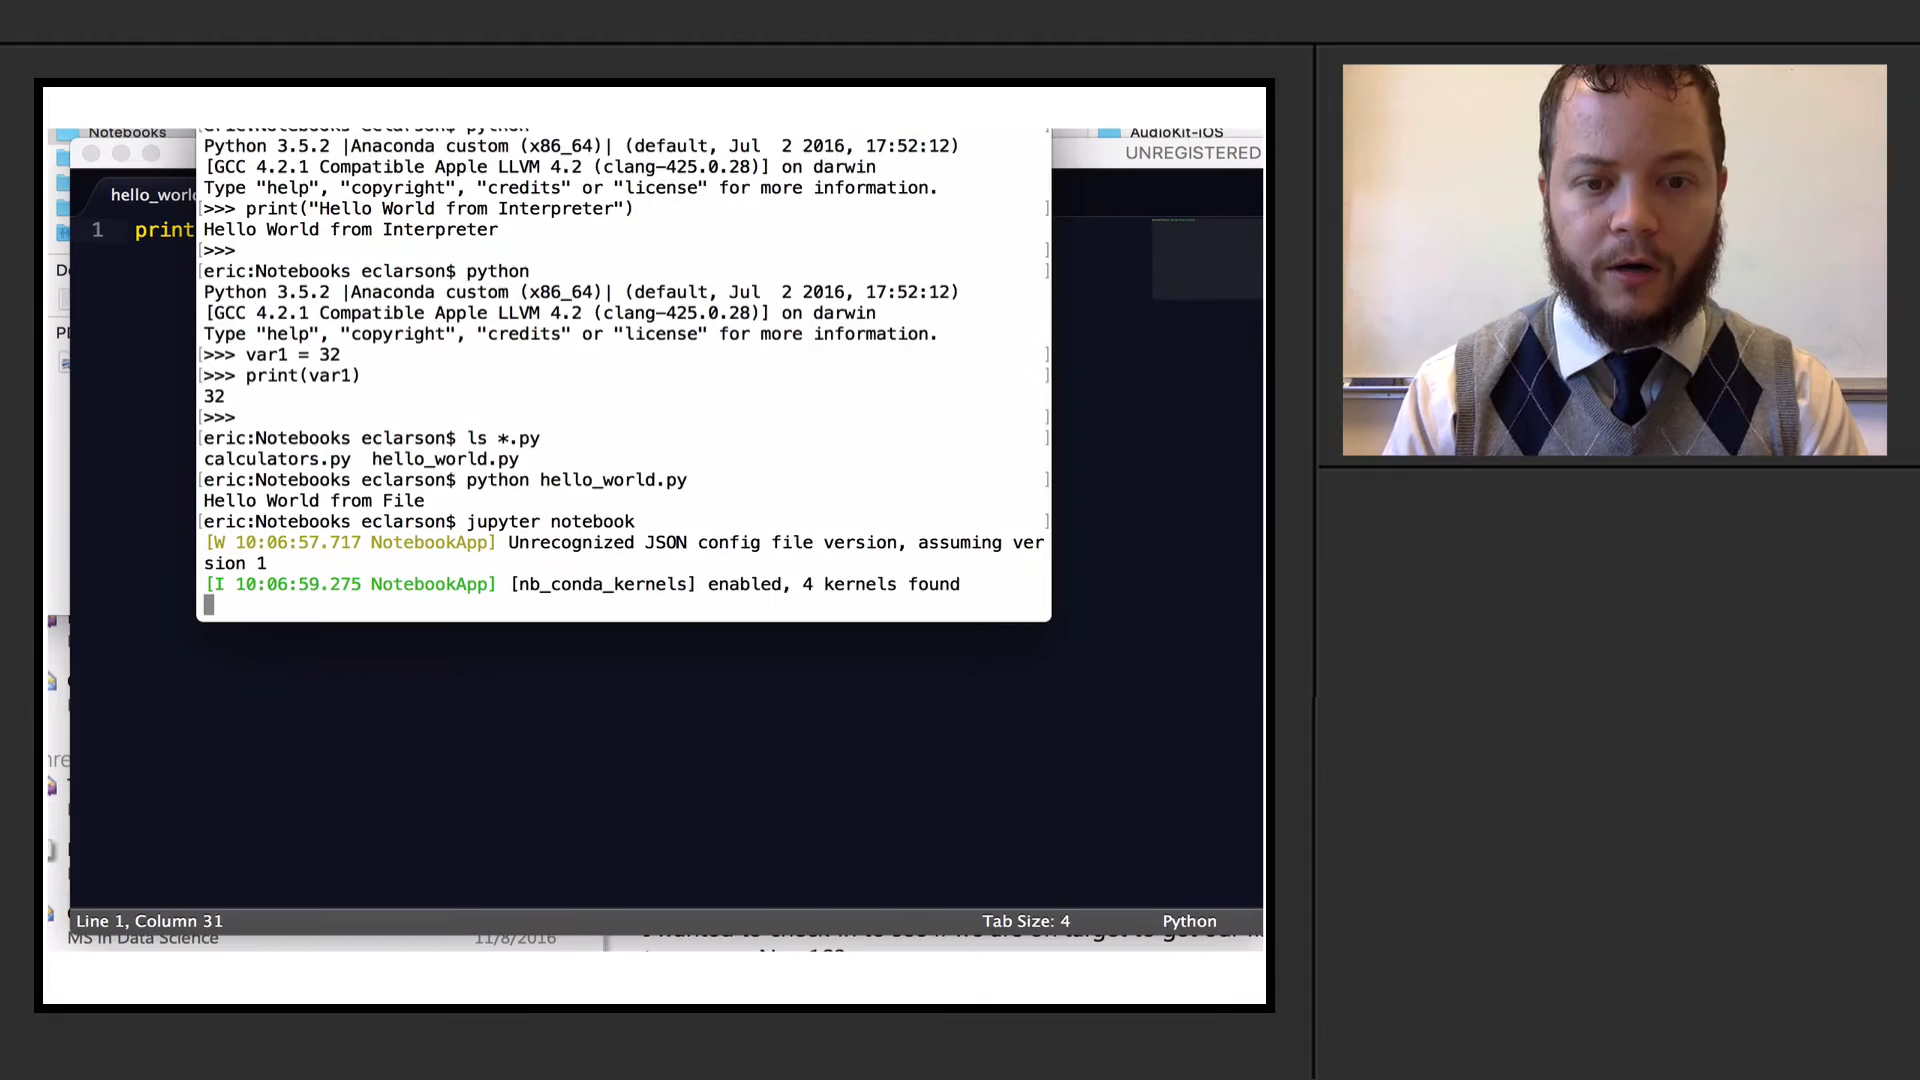 Notebooks
AudioKit-iOS
UNREGISTERED
hello_world
1 print
eric:Notebooks eclarson$ python
Python 3.5.2 |Anaconda custom (x86_64)| (default, Jul  2 2016, 17:52:12)
[GCC 4.2.1 Compatible Apple LLVM 4.2 (clang-425.0.28)] on darwin
Type "help", "copyright", "credits" or "license" for more information.
[>>> print("Hello World from Interpreter") ]
Hello World from Interpreter
[>>> ]
[eric:Notebooks eclarson$ python ]
Python 3.5.2 |Anaconda custom (x86_64)| (default, Jul  2 2016, 17:52:12)
[GCC 4.2.1 Compatible Apple LLVM 4.2 (clang-425.0.28)] on darwin
Type "help", "copyright", "credits" or "license" for more information.
[>>> var1 = 32 ]
[>>> print(var1) ]
32
[>>> ]
[eric:Notebooks eclarson$ ls *.py ]
calculators.py  hello_world.py
[eric:Notebooks eclarson$ python hello_world.py ]
Hello World from File
[eric:Notebooks eclarson$ jupyter notebook ]
[W 10:06:57.717 NotebookApp] Unrecognized JSON config file version, assuming ver
sion 1
[I 10:06:59.275 NotebookApp] [nb_conda_kernels] enabled, 4 kernels found
Line 1, Column 31
Tab Size: 4
Python
MS in Data Science
11/8/2016